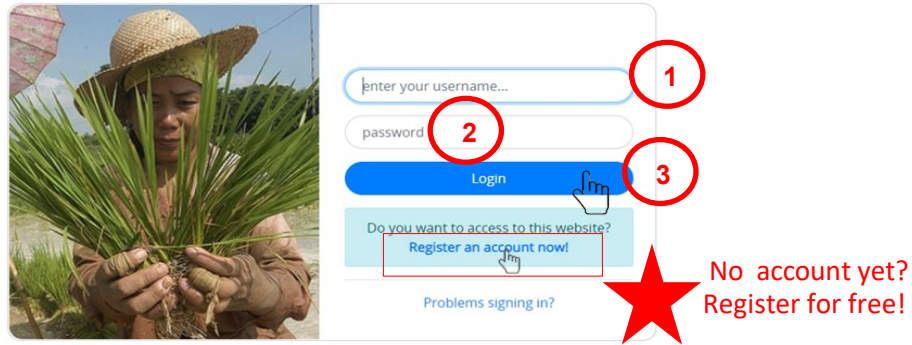 enter your username...
1
password
2
Login
3
Do you want to access to this website?
Register an account now!
Problems signing in?
No account yet?
Register for free!